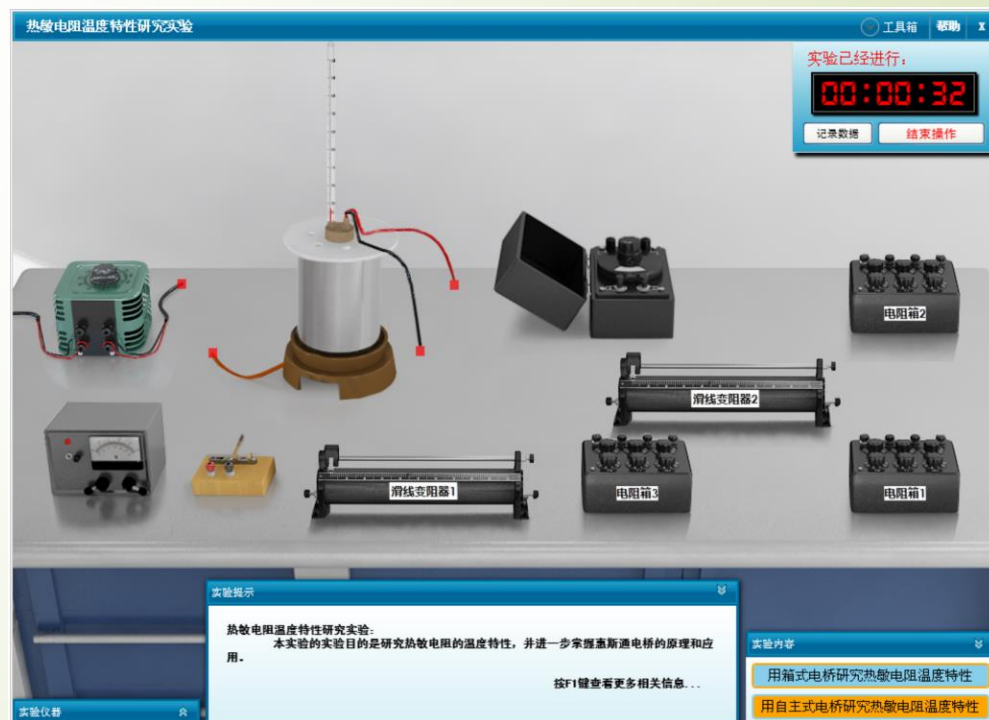 热敏电阻温度特性研究实验
工具箱 帮助 X
实验已经进行：
00:00:32
记录数据 结束操作
电阻箱2
滑线变阻器2
滑线变阻器1
电阻箱3
电阻箱1
实验提示
热敏电阻温度特性研究实验：
本实验的实验目的是研究热敏电阻的温度特性，并进一步掌握惠斯通电桥的原理和应
用。
按F1键查看更多相关信息...
实验内容
用箱式电桥研究热敏电阻温度特性
用自主式电桥研究热敏电阻温度特性
实验仪器